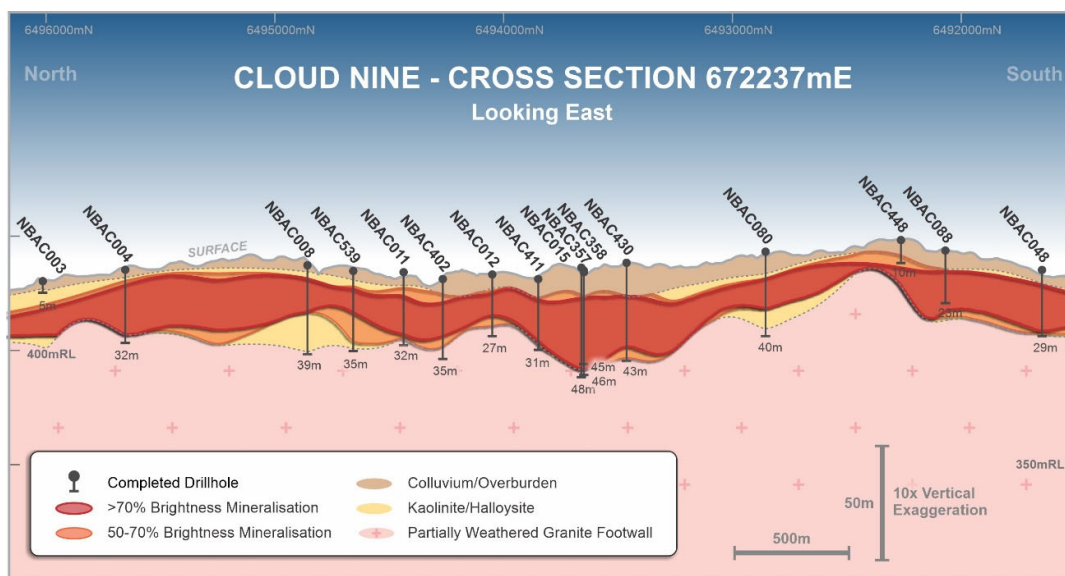 6496000mN 6495000mN 6494000mN 6493000mN 6492000mN
North South
CLOUD NINE - CROSS SECTION 672237mE
Looking East
SURFACE
NBAC003
NBAC004
NBAC008
NBAC539
NBAC011
NBAC402
NBAC012
NBAC411
NBAC015
NBAC357
NBAC358
NBAC430
NBAC080
NBAC448
NBAC088
NBAC048
5m
32m
39m
35m
32m
35m
27m
31m
48m
45m
46m
43m
40m
10m
23m
29m
400mRL
350mRL
Completed Drillhole
>70% Brightness Mineralisation
50-70% Brightness Mineralisation
Colluvium/Overburden
Kaolinite/Halloysite
Partially Weathered Granite Footwall
50m
10x Vertical
Exaggeration
500m